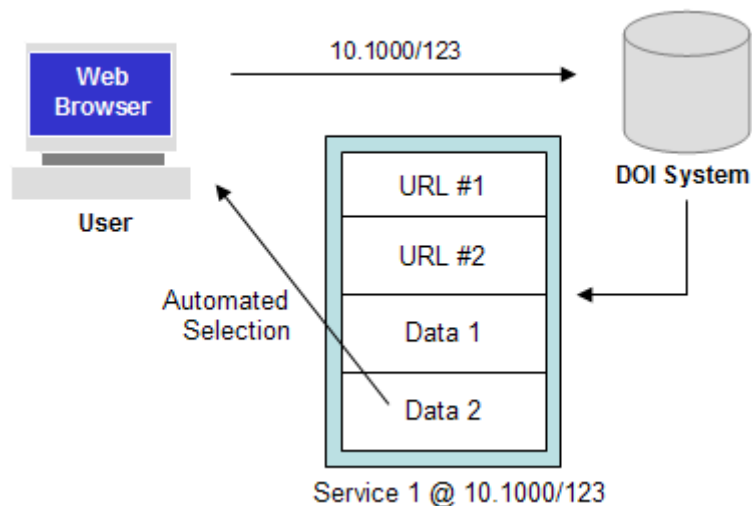 Web
Browser
User
10.1000/123
DOI System
URL #1
URL #2
Data 1
Data 2
Automated
Selection
Service 1 @ 10.1000/123